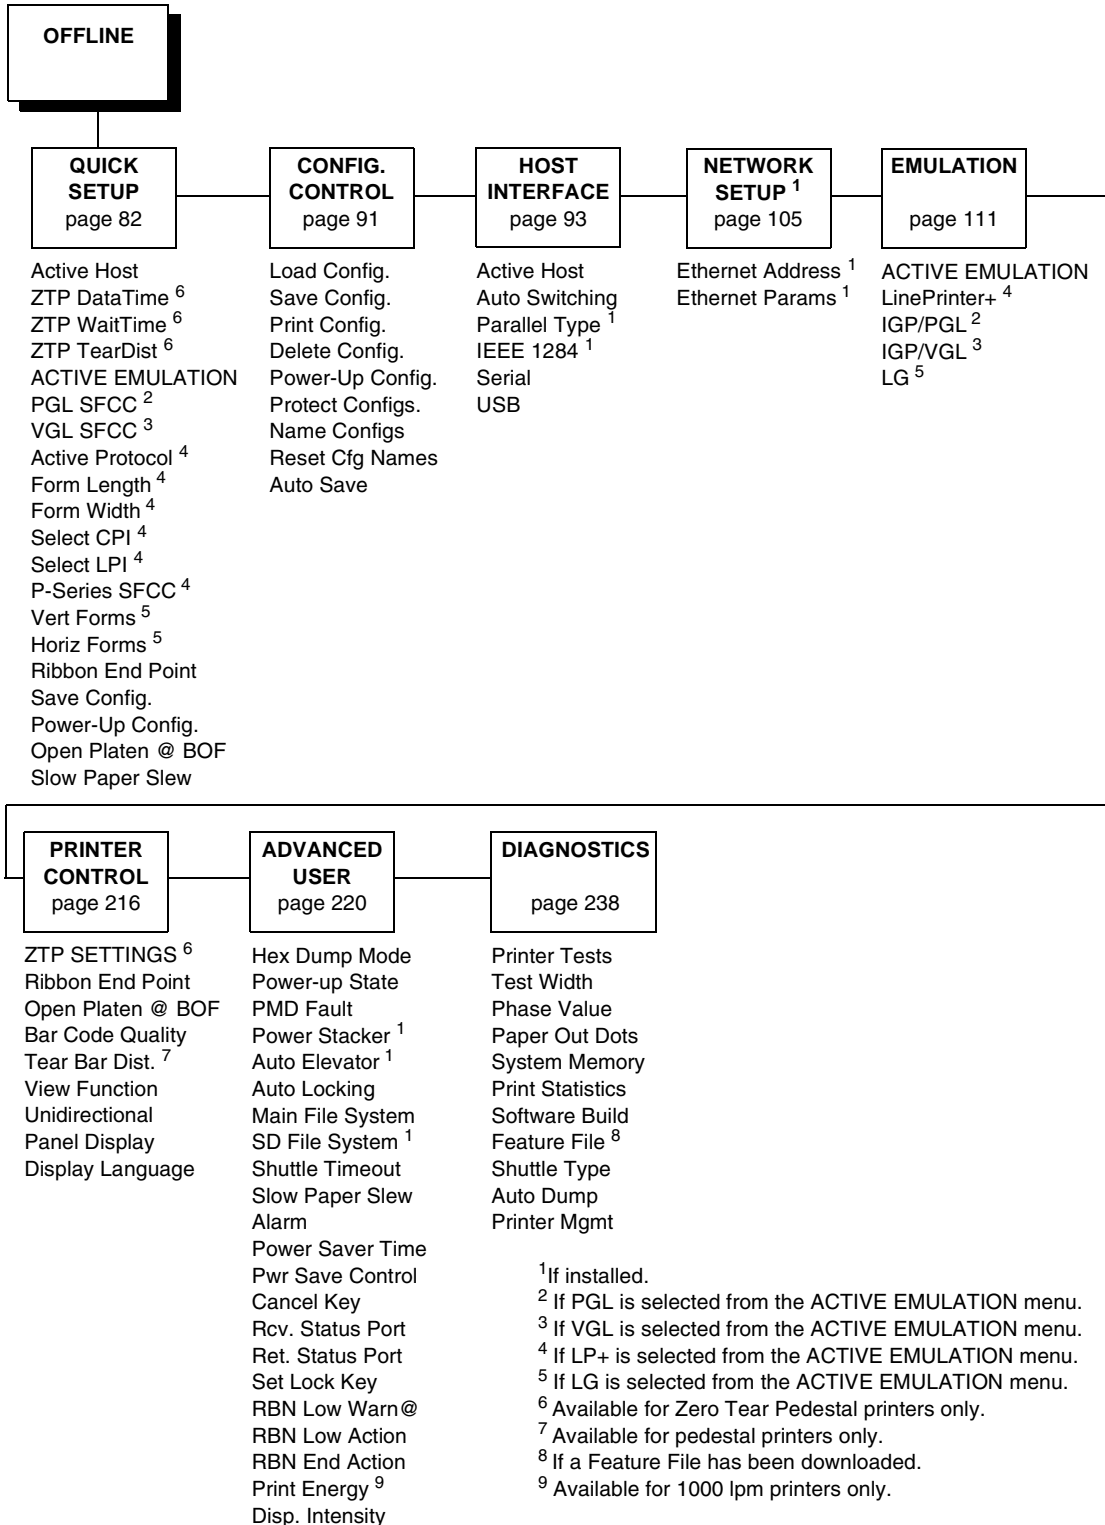 OFFLINE
QUICK
SETUP
page 82
CONFIG.
CONTROL
page 91
HOST
INTERFACE
page 93
NETWORK
SETUP 1
page 105
EMULATION
page 111
Active Host
ZTP DataTime 6
ZTP WaitTime 6
ZTP TearDist 6
ACTIVE EMULATION
PGL SFCC 2
VGL SFCC 3
Active Protocol 4
Form Length 4
Form Width 4
Select CPI 4
Select LPI 4
P-Series SFCC 4
Vert Forms 5
Horiz Forms 5
Ribbon End Point
Save Config.
Power-Up Config.
Open Platen @ BOF
Slow Paper Slew
Load Config.
Save Config.
Print Config.
Delete Config.
Power-Up Config.
Protect Configs.
Name Configs
Reset Cfg Names
Auto Save
Active Host
Auto Switching
Parallel Type 1
IEEE 1284 1
Serial
USB
Ethernet Address 1
Ethernet Params 1
ACTIVE EMULATION
LinePrinter+ 4
IGP/PGL 2
IGP/VGL 3
LG 5
PRINTER
CONTROL
page 216
ADVANCED
USER
page 220
DIAGNOSTICS
page 238
ZTP SETTINGS 6
Ribbon End Point
Open Platen @ BOF
Bar Code Quality
Tear Bar Dist. 7
View Function
Unidirectional
Panel Display
Display Language
Hex Dump Mode
Power-up State
PMD Fault
Power Stacker 1
Auto Elevator 1
Auto Locking
Main File System
SD File System 1
Shuttle Timeout
Slow Paper Slew
Alarm
Power Saver Time
Pwr Save Control
Cancel Key
Rcv. Status Port
Ret. Status Port
Set Lock Key
RBN Low Warn@
RBN Low Action
RBN End Action
Print Energy 9
Disp. Intensity
Printer Tests
Test Width
Phase Value
Paper Out Dots
System Memory
Print Statistics
Software Build
Feature File 8
Shuttle Type
Auto Dump
Printer Mgmt
1 If installed.
2 If PGL is selected from the ACTIVE EMULATION menu.
3 If VGL is selected from the ACTIVE EMULATION menu.
4 If LP+ is selected from the ACTIVE EMULATION menu.
5 If LG is selected from the ACTIVE EMULATION menu.
6 Available for Zero Tear Pedestal printers only.
7 Available for pedestal printers only.
8 If a Feature File has been downloaded.
9 Available for 1000 lpm printers only.